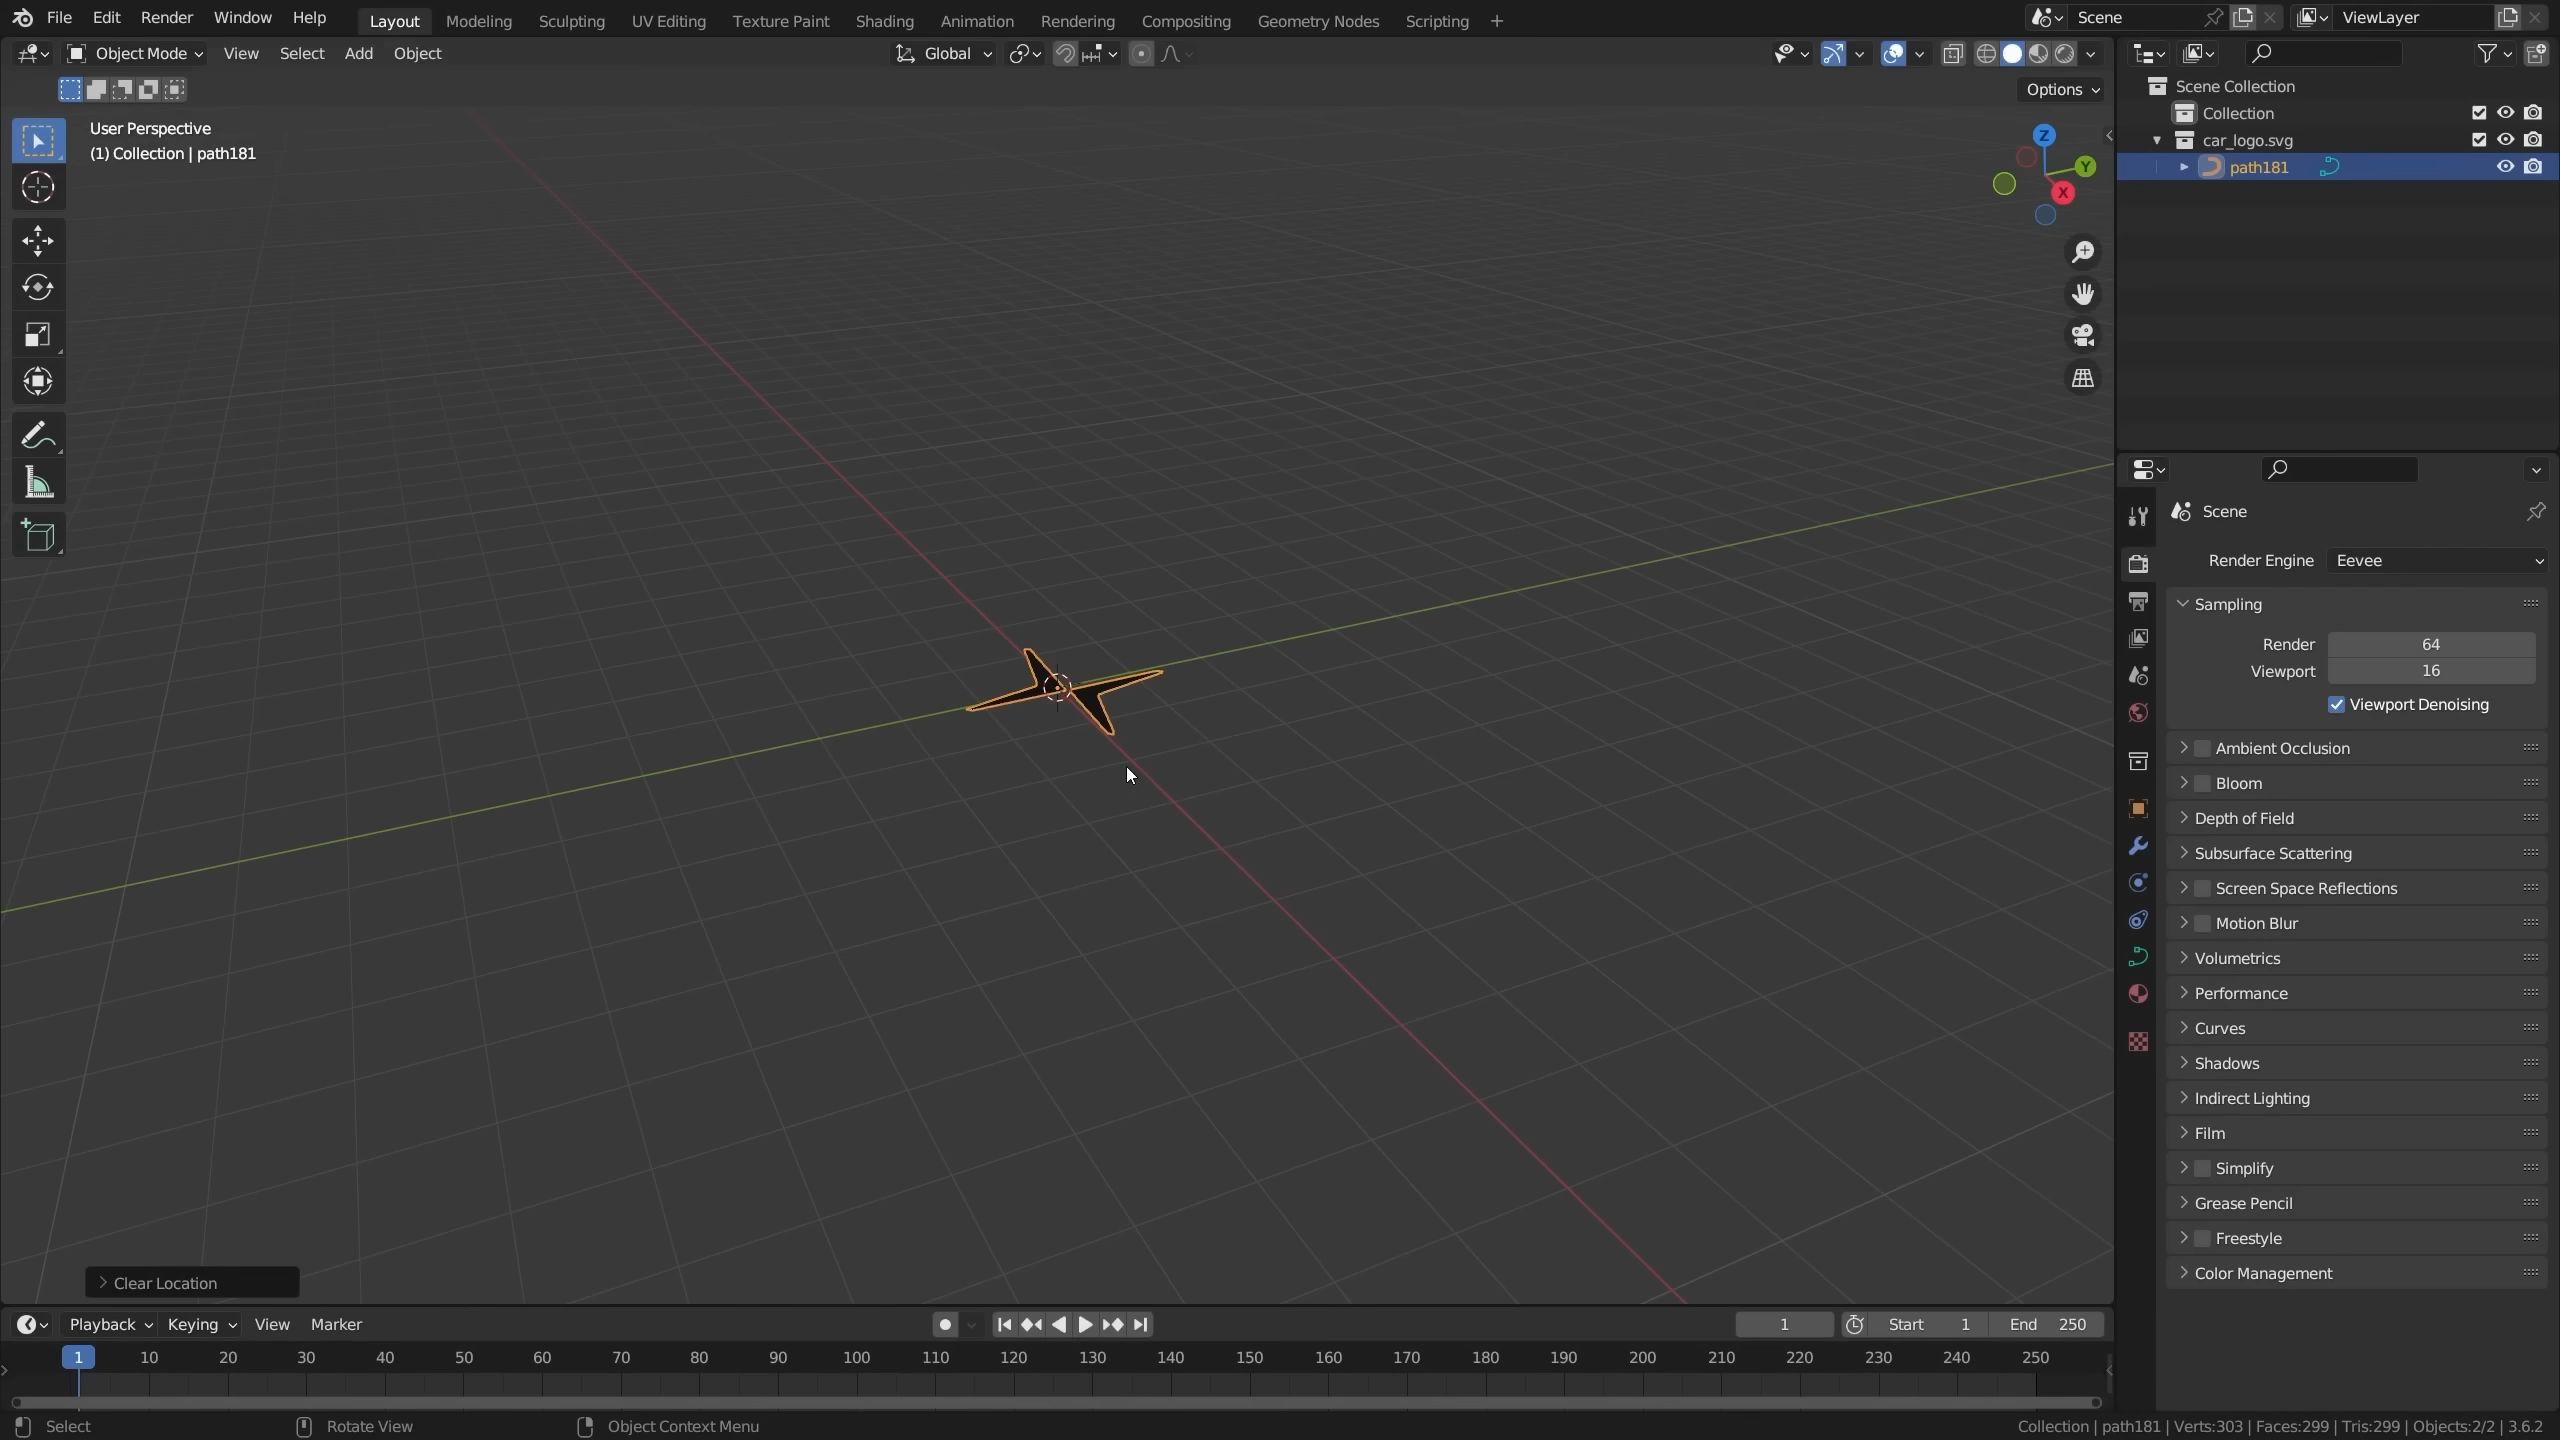 File Edit Render Window Help Layout Modeling Sculpting UV Editing Texture Paint Shading Animation Rendering Compositing Geometry Nodes Scripting + Scene ViewLayer
Object Mode View Select Add Object Global
Options
User Perspective
(1) Collection | path181
Z
Y
X
Scene Collection
Collection
car_logo.svg
path181
Scene
Render Engine Eevee
Sampling
Render 64
Viewport 16
Viewport Denoising
Ambient Occlusion
Bloom
Depth of Field
Subsurface Scattering
Screen Space Reflections
Motion Blur
Volumetrics
Performance
Curves
Shadows
Indirect Lighting
Film
Simplify
Grease Pencil
Freestyle
Color Management
Clear Location
Playback Keying View Marker 1 Start 1 End 250
1 10 20 30 40 50 60 70 80 90 100 110 120 130 140 150 160 170 180 190 200 210 220 230 240 250
Select Rotate View Object Context Menu Collection | path181 | Verts:303 | Faces:299 | Tris:299 | Objects:2/2 | 3.6.2